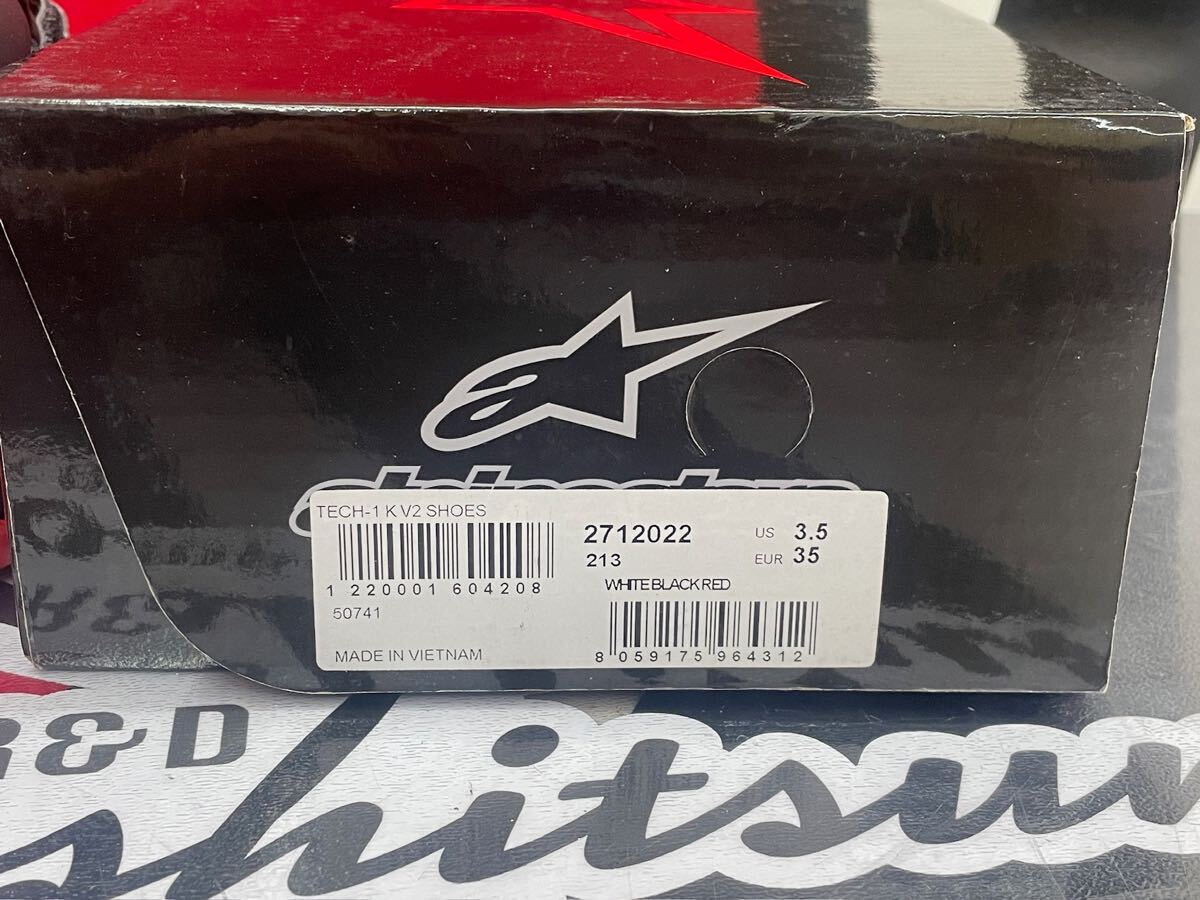 TECH-1 K V2 SHOES
2712022
US 3.5
213
EUR 35
WHITE BLACK RED
1 220001 604208
50741
MADE IN VIETNAM
8 059175 964312
R&D